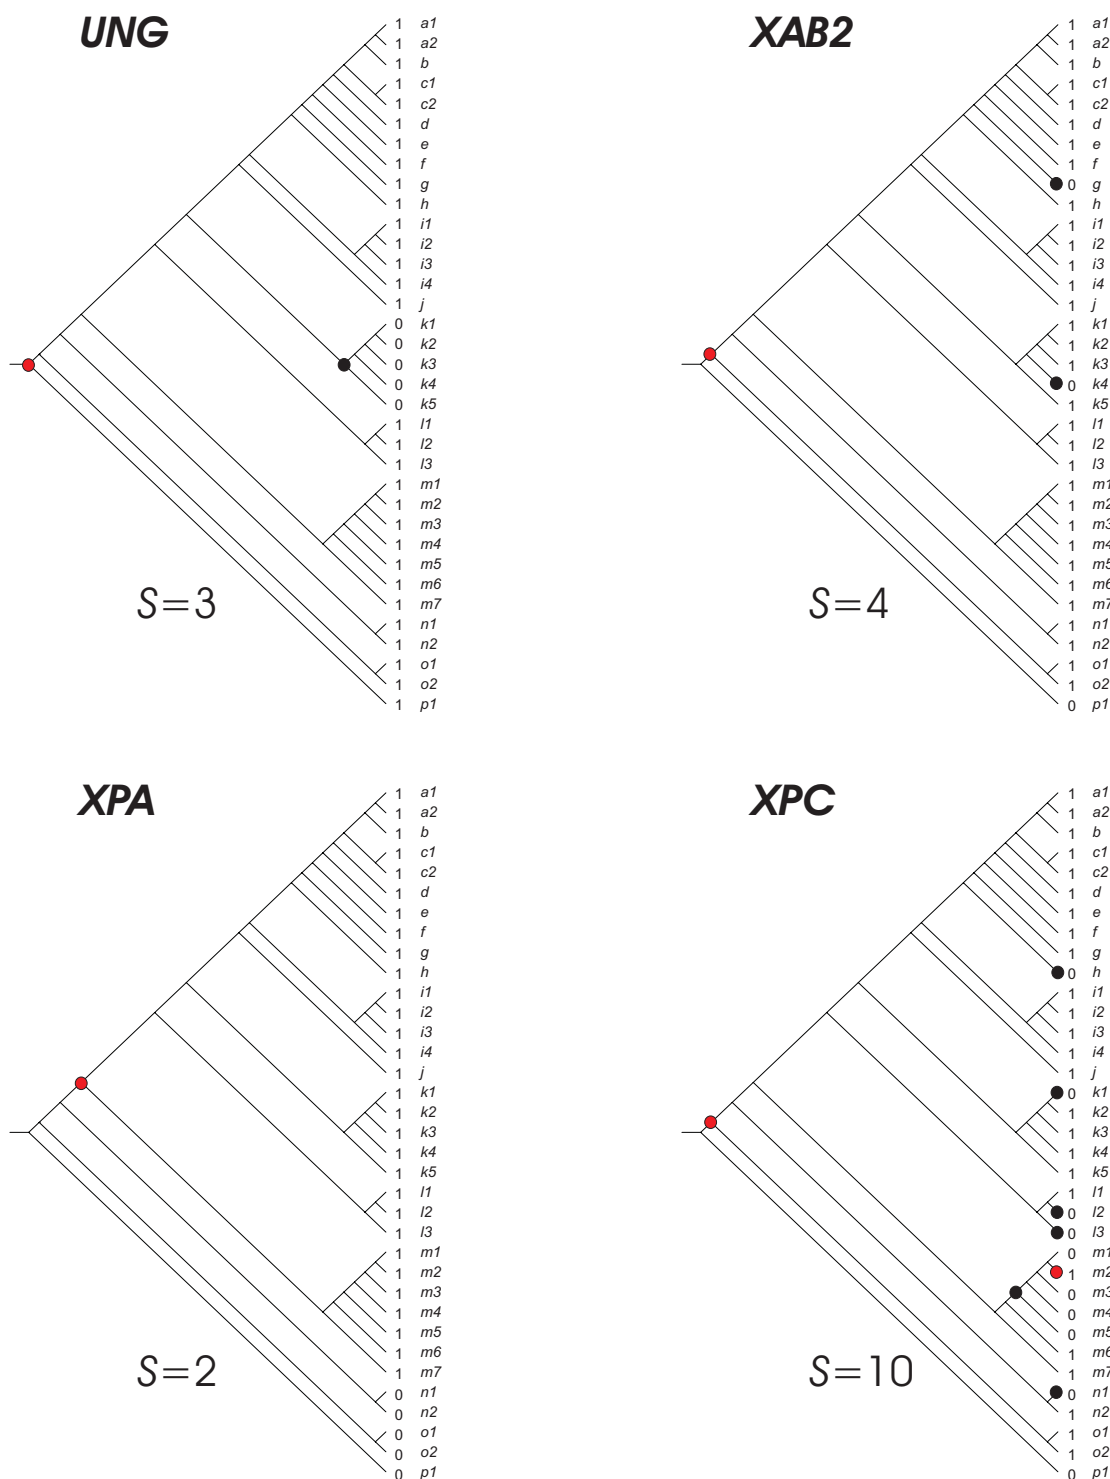 UNG
1 a1
1 a2
1 b
1 c1
1 c2
1 d
1 e
1 f
1 g
1 h
1 i1
1 i2
1 i3
1 i4
1 j
0 k1
0 k2
0 k3
0 k4
0 k5
1 l1
1 l2
1 l3
1 m1
1 m2
1 m3
1 m4
1 m5
1 m6
1 m7
1 n1
1 n2
1 o1
1 o2
1 p1
S=3
XAB2
1 a1
1 a2
1 b
1 c1
1 c2
1 d
1 e
1 f
0 g
1 h
1 i1
1 i2
1 i3
1 i4
1 j
1 k1
1 k2
1 k3
0 k4
1 k5
1 l1
1 l2
1 l3
1 m1
1 m2
1 m3
1 m4
1 m5
1 m6
1 m7
1 n1
1 n2
1 o1
1 o2
0 p1
S=4
XPA
1 a1
1 a2
1 b
1 c1
1 c2
1 d
1 e
1 f
1 g
1 h
1 i1
1 i2
1 i3
1 i4
1 j
1 k1
1 k2
1 k3
1 k4
1 k5
1 l1
1 l2
1 l3
1 m1
1 m2
1 m3
1 m4
1 m5
1 m6
1 m7
0 n1
0 n2
0 o1
0 o2
0 p1
S=2
XPC
1 a1
1 a2
1 b
1 c1
1 c2
1 d
1 e
1 f
1 g
0 h
1 i1
1 i2
1 i3
1 i4
1 j
0 k1
1 k2
1 k3
1 k4
1 k5
1 l1
0 l2
0 l3
0 m1
1 m2
0 m3
0 m4
0 m5
1 m6
1 m7
0 n1
1 n2
1 o1
1 o2
0 p1
S=10